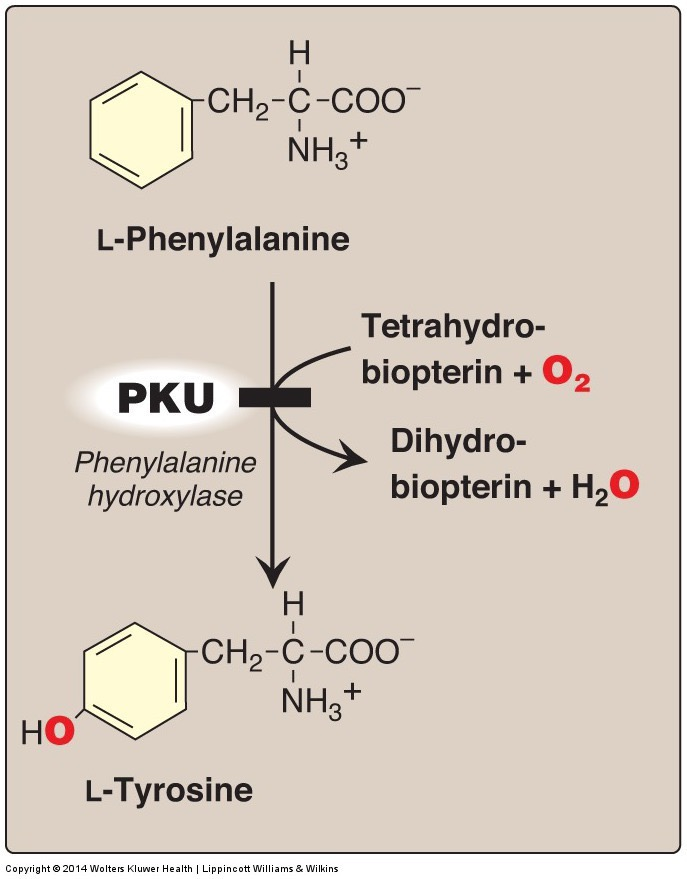 H
CH₂–C–COO⁻
NH₃⁺
L-Phenylalanine
Tetrahydro-
biopterin + O₂
PKU
Dihydro-
biopterin + H₂O
Phenylalanine
hydroxylase
H
CH₂–C–COO⁻
NH₃⁺
HO
L-Tyrosine
Copyright © 2014 Wolters Kluwer Health | Lippincott Williams & Wilkins